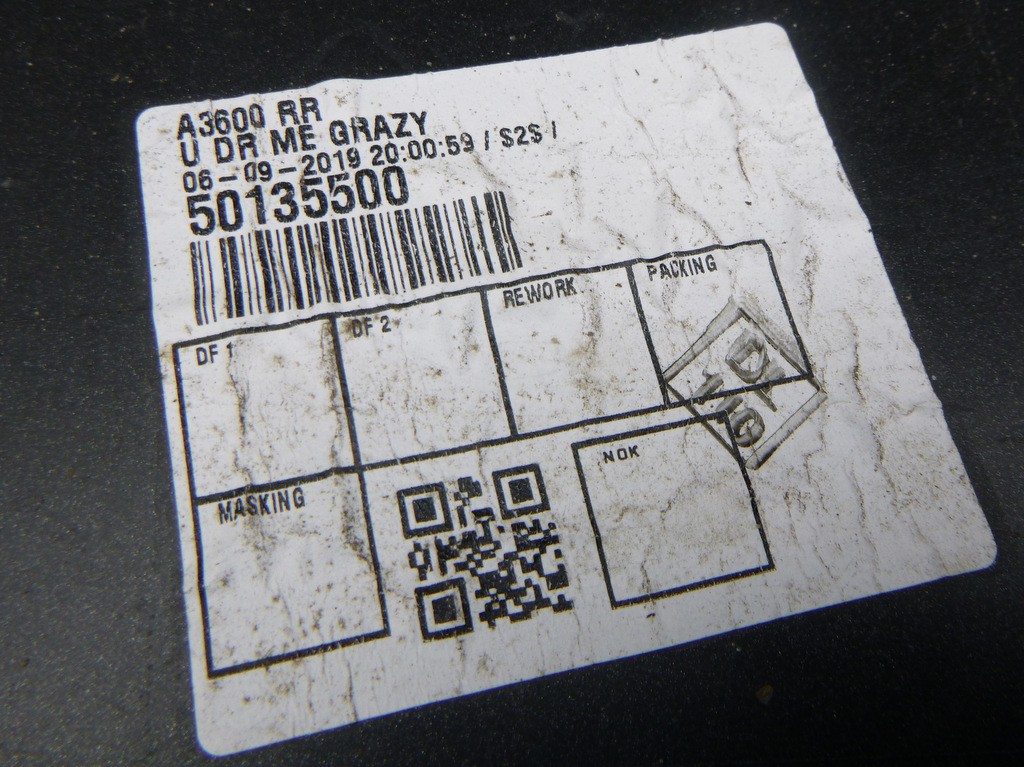 A3600 RR
U DR ME GRAZY
06-09-2019 20:00:59 / $2$ /
50135500
DF 1
DF 2
REWORK
PACKING
MASKING
NOK